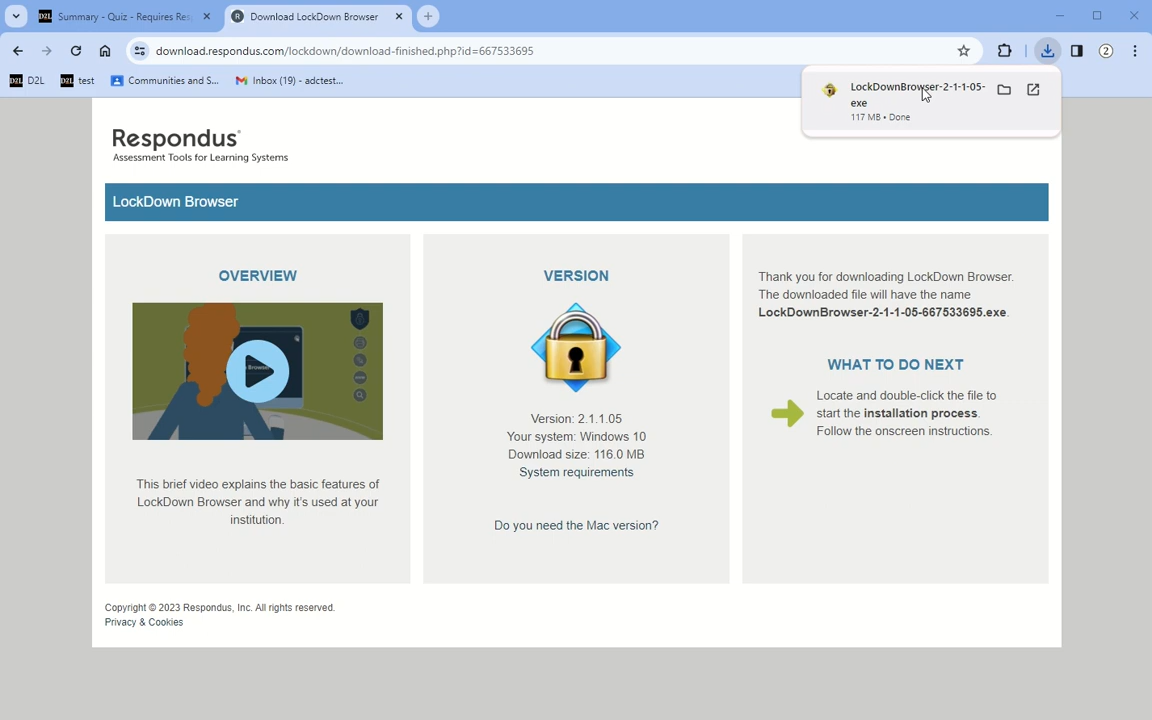 Summary - Quiz - Requires Res
Download LockDown Browser
download.respondus.com/lockdown/download-finished.php?id=667533695
2
D2L D2L
D2L test
Communities and S...
Inbox (19) - adctest...
LockDownBrowser-2-1-1-05-
exe
117 MB • Done
Respondus®
Assessment Tools for Learning Systems
LockDown Browser
OVERVIEW
This brief video explains the basic features of
LockDown Browser and why it's used at your
institution.
VERSION
Version: 2.1.1.05
Your system: Windows 10
Download size: 116.0 MB
System requirements
Do you need the Mac version?
Thank you for downloading LockDown Browser.
The downloaded file will have the name
LockDownBrowser-2-1-1-05-667533695.exe.
WHAT TO DO NEXT
Locate and double-click the file to
start the installation process.
Follow the onscreen instructions.
Copyright © 2023 Respondus, Inc. All rights reserved.
Privacy & Cookies